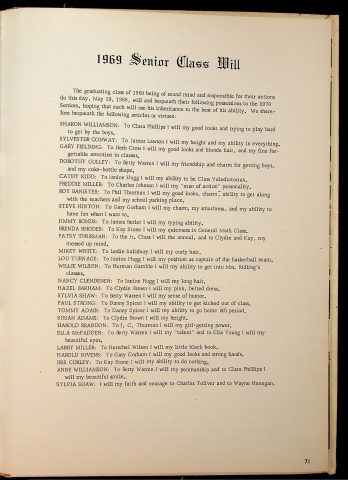 1969 Senior Class Will
The graduating class of 1969 being of sound mind and responsible for their actions
do this day, May 19, 1969, will and bequeath their following possessions to the 1970
Seniors, hoping that each will use his inheritance to the best of his ability. We there-
fore bequeath the following articles or virtues:
SHARON WILLIAMSON: To Clara Phillips I will my good looks and trying to play hard
to get by the boys,
SYLVESTER CONWAY: To James Lawton I will my height and my ability in everything,
GARY FIELDING: To Herb Crow I will my good looks and blonde hair, and my first for-
gettable attention in classes,
DOROTHY GULLEY: To Betty Warren I will my friendship and charm for getting boys,
and my coke-bottle shape,
CATHY KIDD: To Janice Hugg I will my ability to be Class Valedictorian,
FREDDIE MILLER: To Charles Johnson I will my "man of action" personality,
ROY BANISTER: To Phil Thurman I will my good looks, charm, ability to get along
with the teachers and my school parking place,
STEVE HINTON: To Gary Gorham I will my charm, my smartness, and my ability to
have fun when I want to,
JIMMY BONDS: To James Butler I will my typing ability,
BRENDA RHODES: To Kay Stone I will my quietness in General Math Class,
PATSY THURMAN: To the Jr. Class I will the annual, and to Clydie and Kay, my
messed up mind,
MIKEY WHITE: To Leslie Salisbury I will my curly hair,
LOU TURNAGE: To Janice Hugg I will my position as captain of the basketball team,
WILLIE WILSON: To Human Gamble I will my ability to get into Mrs. Ridling's
classes,
NANCY CLENDENEN: To Janice Hugg I will my long hair,
HAZEL BARHAM: To Clydie Brown I will my pink, belted dress,
SYLVIA SHAW: To Betty Warren I will my sense of humor,
PAUL STRONG: To Danny Spicer I will my ability to get kicked out of class,
TOMMY ADAIR: To Danny Spicer I will my ability to go home 6th period,
SUSAN ADAMS: To Clydie Brown I will my height,
HAROLD BRANDON: To J. C. Thurman I will my girl-getting power,
ELLA McFADDEN: To Betty Warren I will my "talent" and to Ella Young I will my
beautiful eyes,
LARRY MILLER: To Herschel Wilson I will my little black book,
HAROLD NIVENS: To Gary Gorham I will my good looks and strong hands,
IRIS CORLEY: To Kay Stone I will my ability to do nothing,
ANNE WILLIAMSON: To Betty Warren I will my penmanship and to Clara Phillips I
will my beautiful smile,
SYLVIA SHAW: I will my faith and courage to Charles Tolliver and to Wayne
71